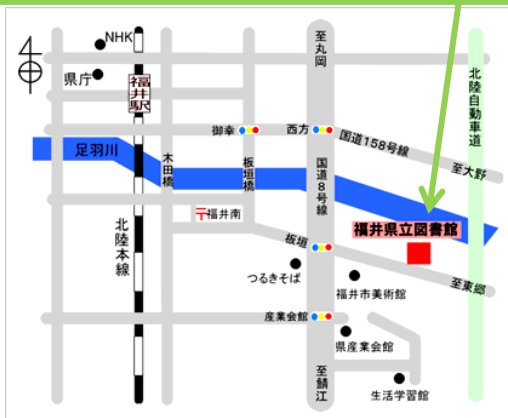 NHK
県庁
福井駅
至丸岡
北陸自動車道
御幸
西方
国道158号線
至大野
足羽川
木田橋
板垣橋
国道8号線
福井県立図書館
〒福井南
北陸本線
板垣
つるきそば
福井市美術館
至東郷
産業会館
県産業会館
至鯖江
生活学習館